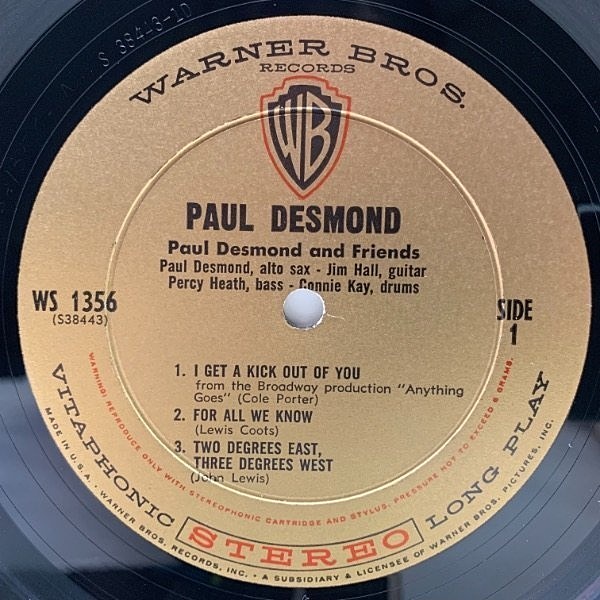 S 38443-1D
WARNER BROS.
RECORDS
WB
PAUL DESMOND
Paul Desmond and Friends
Paul Desmond, alto sax - Jim Hall, guitar
Percy Heath, bass - Connie Kay, drums
WS 1356
(S38443)
SIDE
1
1. I GET A KICK OUT OF YOU
from the Broadway production "Anything
Goes" (Cole Porter)
2. FOR ALL WE KNOW
(Lewis Coots)
3. TWO DEGREES EAST,
THREE DEGREES WEST
(John Lewis)
WARNING: REPRODUCE ONLY WITH STEREOPHONIC CARTRIDGE AND STYLUS. PRESSURE NOT TO EXCEED 6 GRAMS.
VITAPHONIC STEREO LONG PLAY
MADE IN U.S.A. • WARNER BROS. RECORDS, INC. • A SUBSIDIARY & LICENSEE OF WARNER BROS. PICTURES, INC.